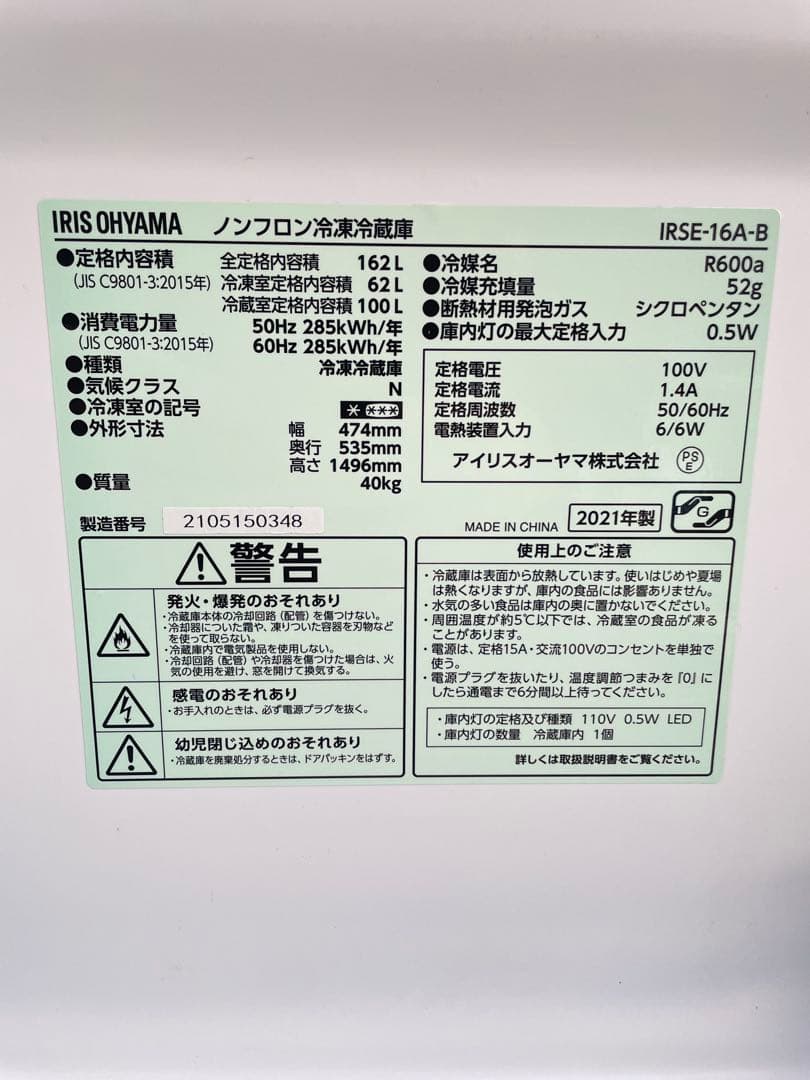 IRIS OHYAMA ノンフロン冷凍冷蔵庫 IRSE-16A-B
●定格内容積 全定格内容積 162L
(JIS C9801-3:2015年) 冷凍室定格内容積 62L
冷蔵室定格内容積 100L
●消費電力量 50Hz 285kWh/年
(JIS C9801-3:2015年) 60Hz 285kWh/年
●種類 冷凍冷蔵庫
●気候クラス N
●冷凍室の記号
●外形寸法 幅 474mm
奥行 535mm
高さ 1496mm
●質量 40kg
●冷媒名 R600a
●冷媒充填量 52g
●断熱材用発泡ガス シクロペンタン
●庫内灯の最大定格入力 0.5W
定格電圧 100V
定格電流 1.4A
定格周波数 50/60Hz
電熱装置入力 6/6W
アイリスオーヤマ株式会社 PSE
製造番号 2105150348
MADE IN CHINA 2021年製 G
警告
発火・爆発のおそれあり
・冷蔵庫本体の冷却回路(配管)を傷つけない。
・冷却器についた霜や、凍りついた容器を刃物など
を使って取らない。
・冷蔵庫内で電気製品を使用しない。
・冷却回路(配管)や冷却器を傷つけた場合は、火
気の使用を避け、窓を開けて換気する。
感電のおそれあり
・お手入れのときは、必ず電源プラグを抜く。
幼児閉じ込めのおそれあり
・冷蔵庫を廃棄処分するときは、ドアパッキンをはずす。
使用上のご注意
・冷蔵庫は表面から放熱しています。使いはじめや夏場
は熱くなりますが、庫内の食品には影響ありません。
・水気の多い食品は庫内の奥に置かないでください。
・周囲温度が約5℃以下では、冷蔵室の食品が凍る
ことがあります。
・電源は、定格15A・交流100Vのコンセントを単独で
使う。
・電源プラグを抜いたり、温度調節つまみを『0』に
したら通電まで6分間以上待ってください。
・庫内灯の定格及び種類 110V 0.5W LED
・庫内灯の数量 冷蔵庫内 1個
詳しくは取扱説明書をご覧ください。